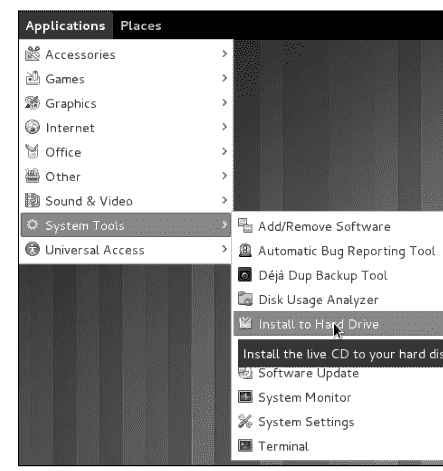 Applications Places
Accessories
Games
Graphics
Internet
Office
Other
Sound & Video
System Tools
Universal Access
Add/Remove Software
Automatic Bug Reporting Tool
Déjà Dup Backup Tool
Disk Usage Analyzer
Install to Hard Drive
Install the live CD to your hard dis
Software Update
System Monitor
System Settings
Terminal